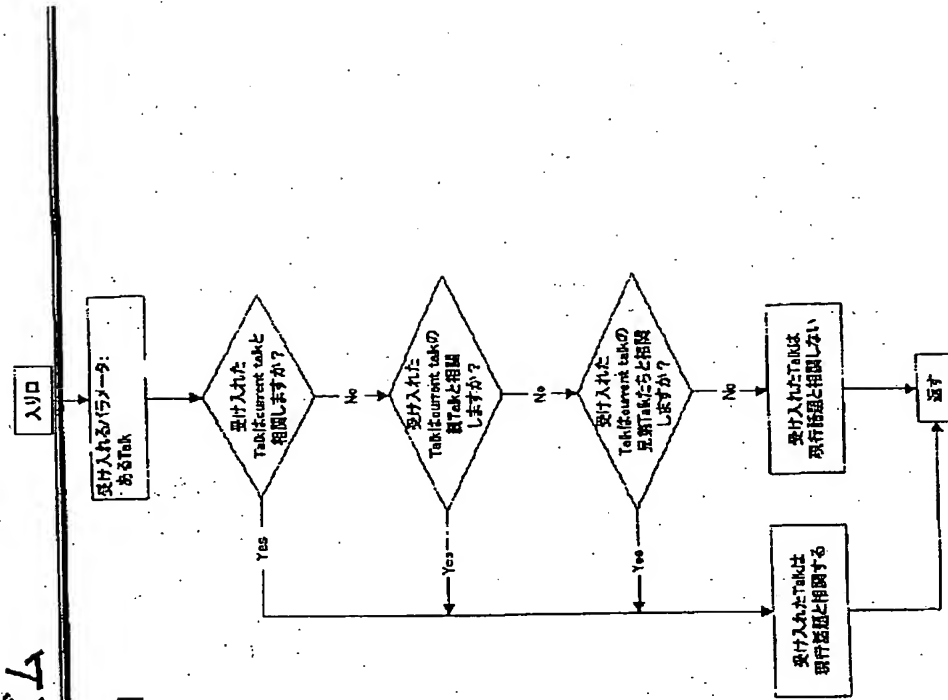 入り口
受け入れるパラメータ:
あるTalk
受け入れた
Talkはcurrent talkと
相関しますか?
Yes
No
受け入れた
Talkはcurrent talkの
親Talkと相関
しますか?
Yes
No
受け入れた
Talkはcurrent talkの
兄弟Talkたちと相関
しますか?
Yes
No
受け入れたTalkは
現行話題と相関しない
受け入れたTalkは
現行話題と相関する
返す
ム